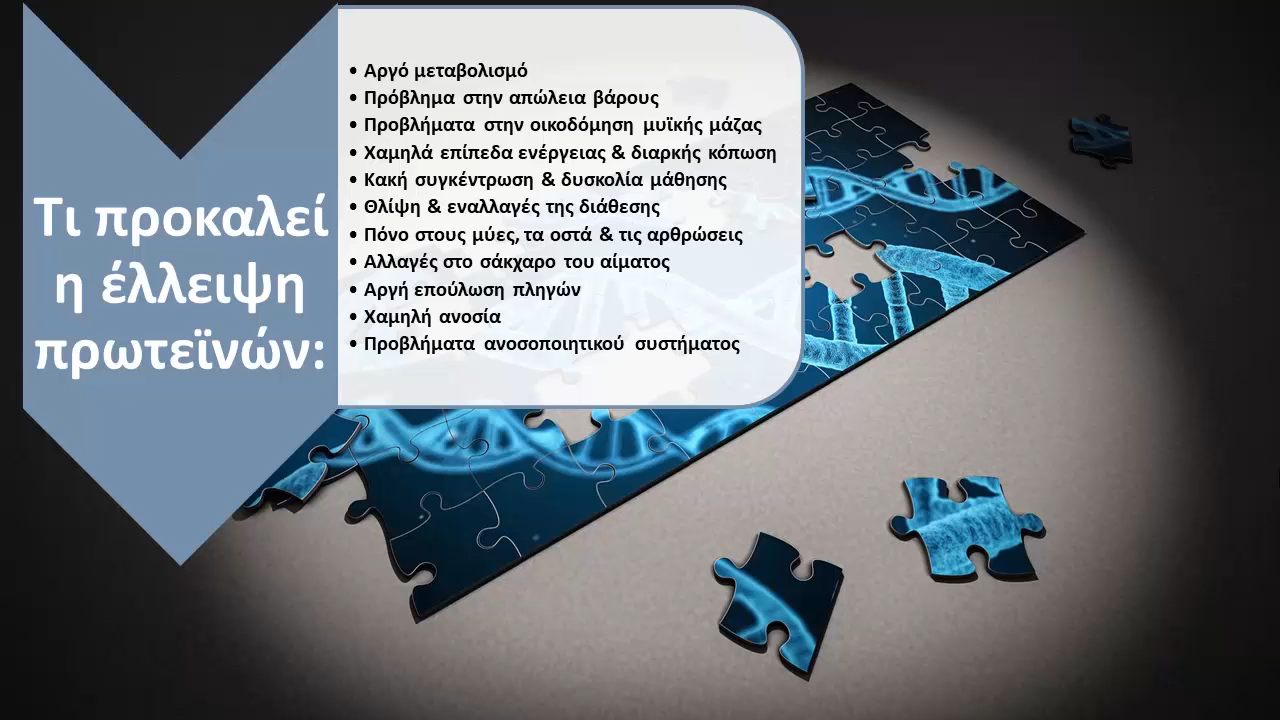 Τι προκαλεί
η έλλειψη
πρωτεϊνών:
• Αργό μεταβολισμό
• Πρόβλημα στην απώλεια βάρους
• Προβλήματα στην οικοδόμηση μυϊκής μάζας
• Χαμηλά επίπεδα ενέργειας & διαρκής κόπωση
• Κακή συγκέντρωση & δυσκολία μάθησης
• Θλίψη & εναλλαγές της διάθεσης
• Πόνο στους μύες, τα οστά & τις αρθρώσεις
• Αλλαγές στο σάκχαρο του αίματος
• Αργή επούλωση πληγών
• Χαμηλή ανοσία
• Προβλήματα ανοσοποιητικού συστήματος